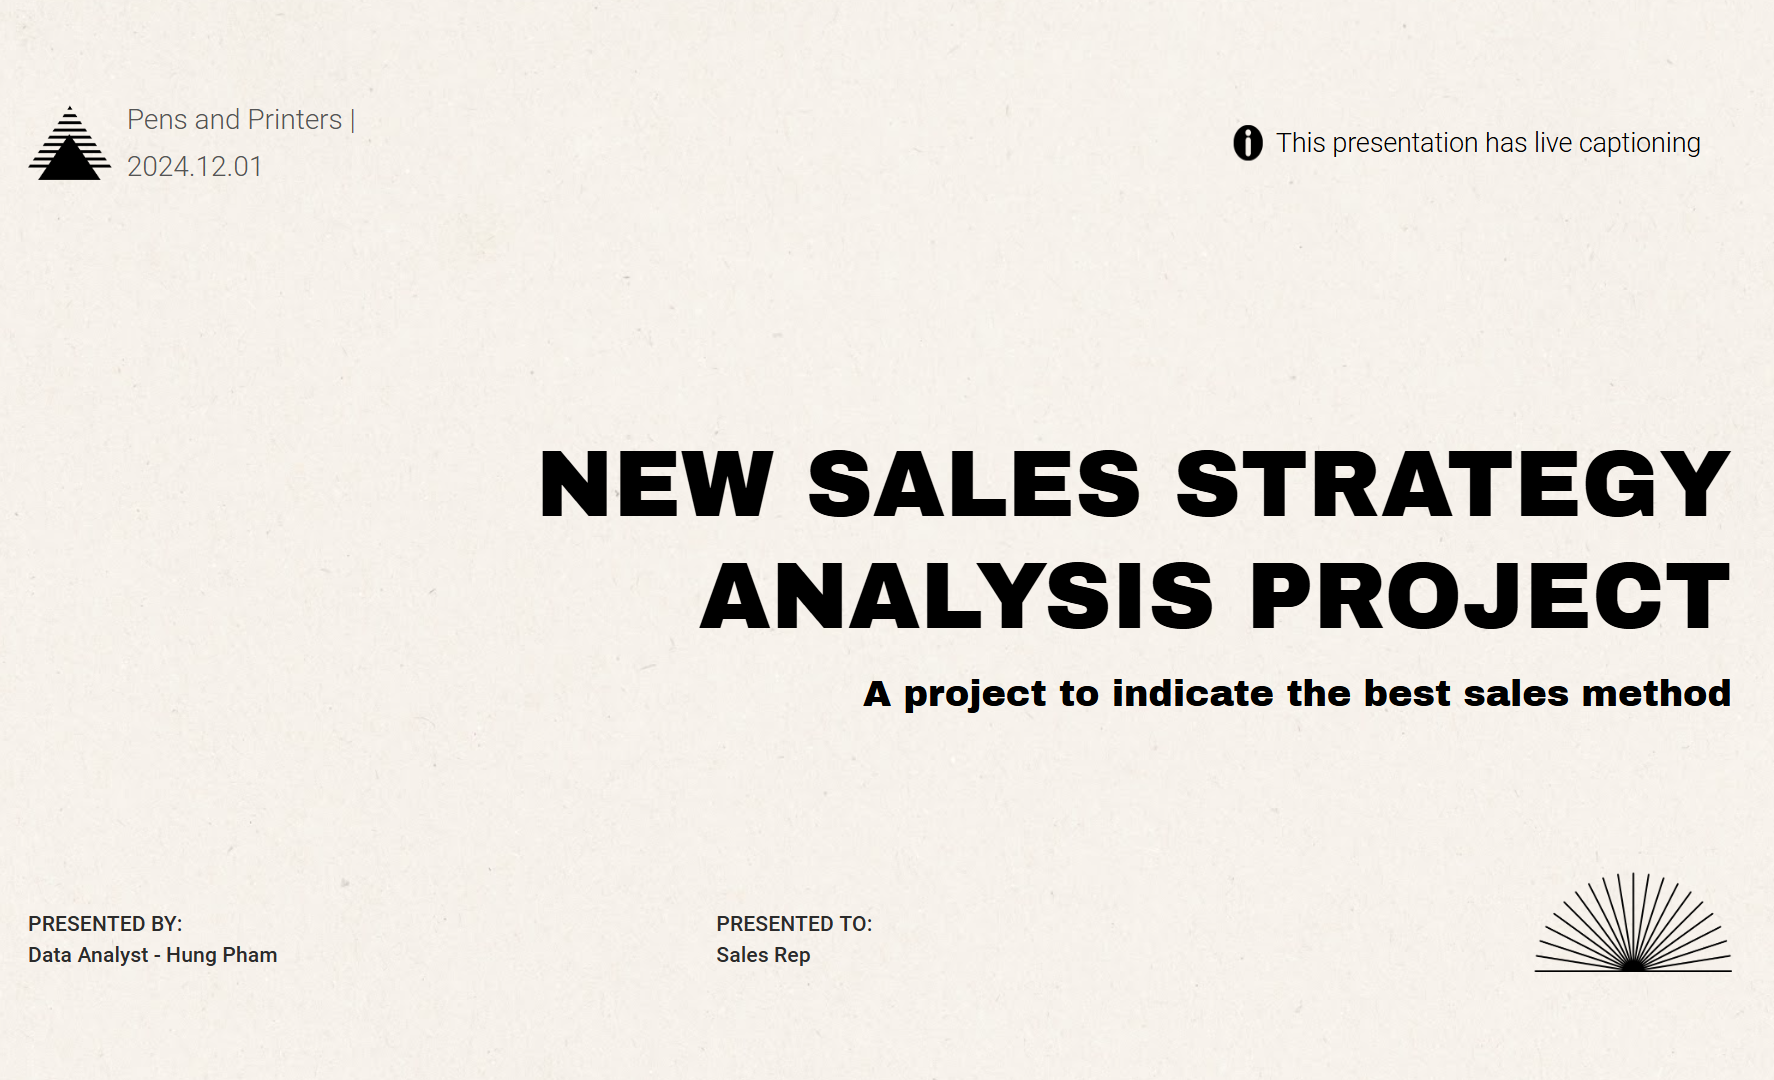 Pens and Printers |
2024.12.01
This presentation has live captioning
NEW SALES STRATEGY
ANALYSIS PROJECT
A project to indicate the best sales method
PRESENTED BY:
Data Analyst - Hung Pham
PRESENTED TO:
Sales Rep